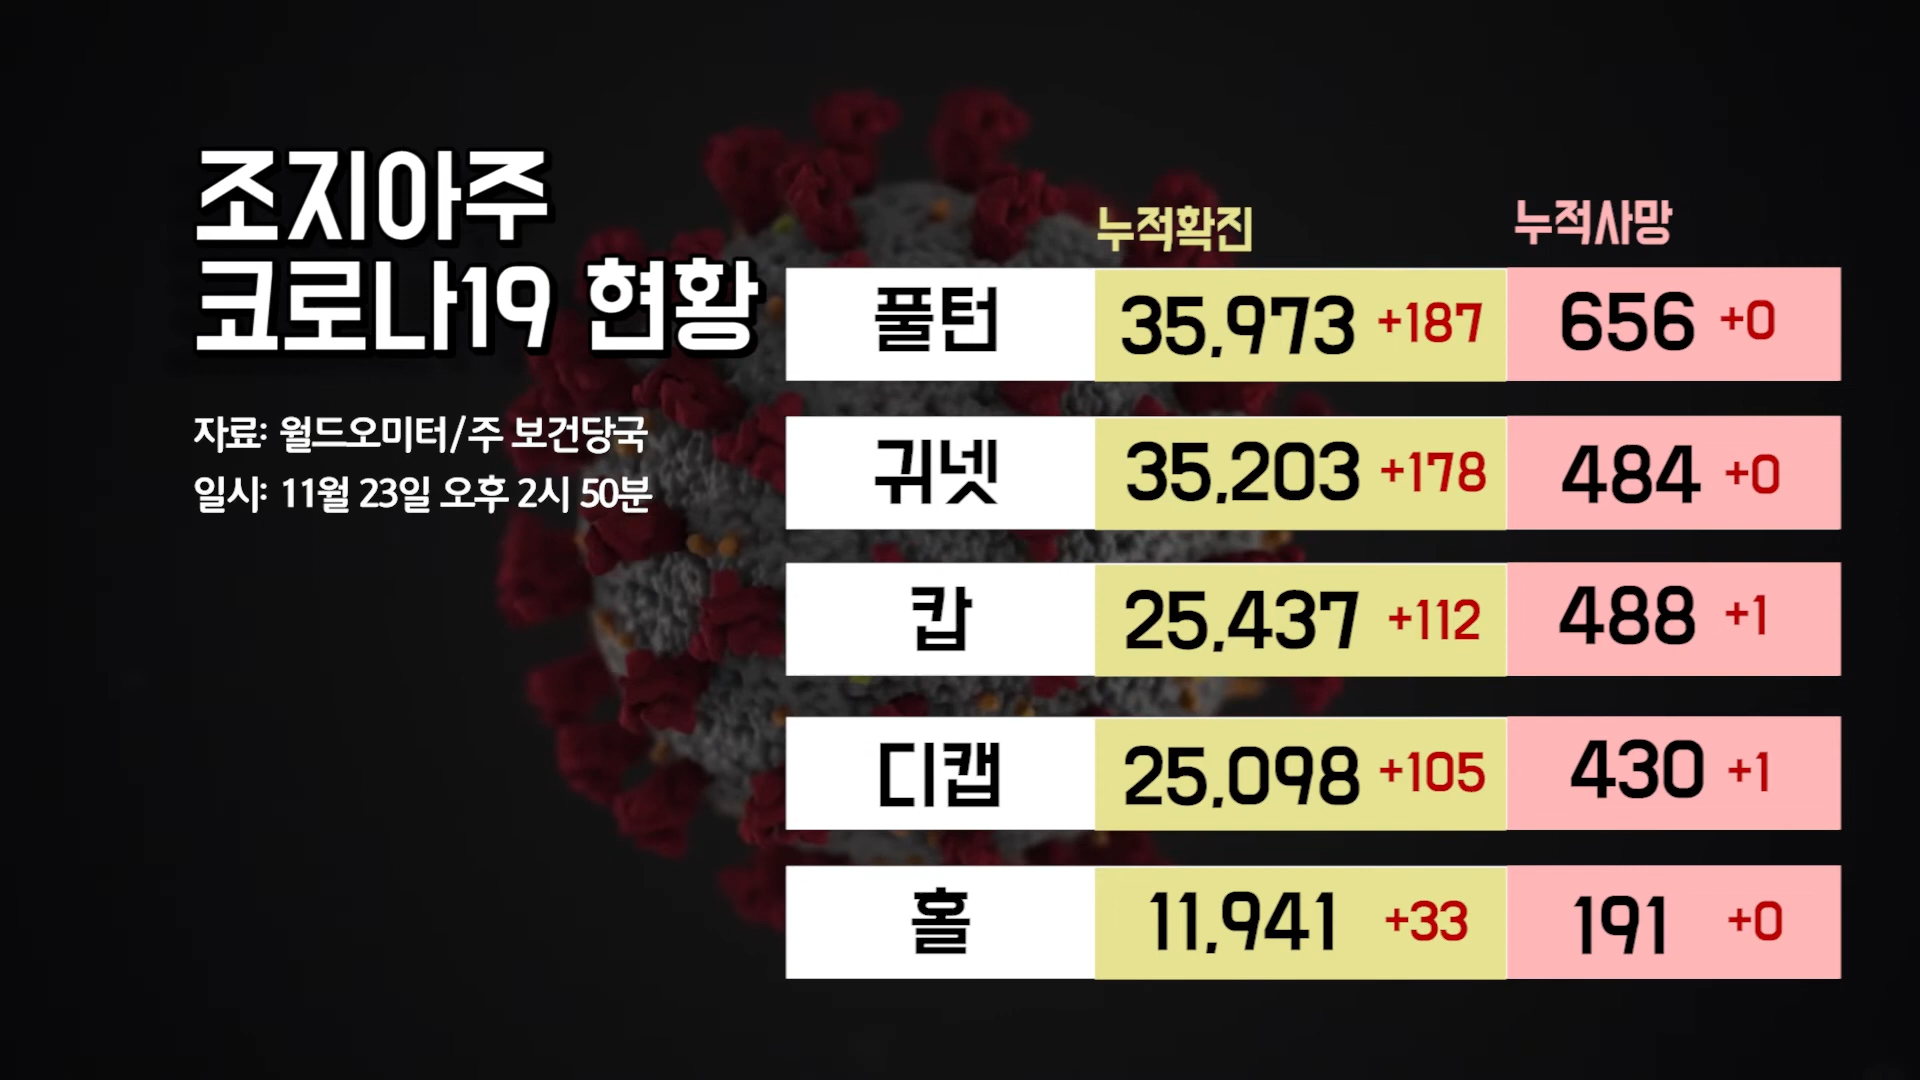 조지아주
코로나19 현황
자료: 월드오미터/주 보건당국
일시: 11월 23일 오후 2시 50분
누적확진 누적사망
풀턴 35,973 +187 656 +0
귀넷 35,203 +178 484 +0
캅 25,437 +112 488 +1
디캡 25,098 +105 430 +1
홀 11,941 +33 191 +0